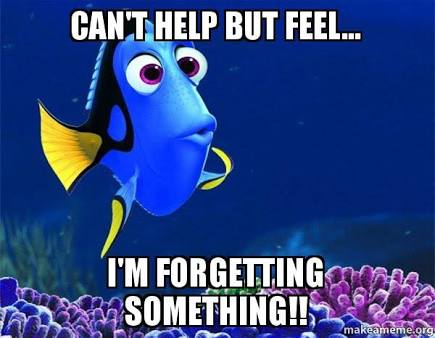 CAN'T HELP BUT FEEL...
I'M FORGETTING
SOMETHING!!
makeameme.org